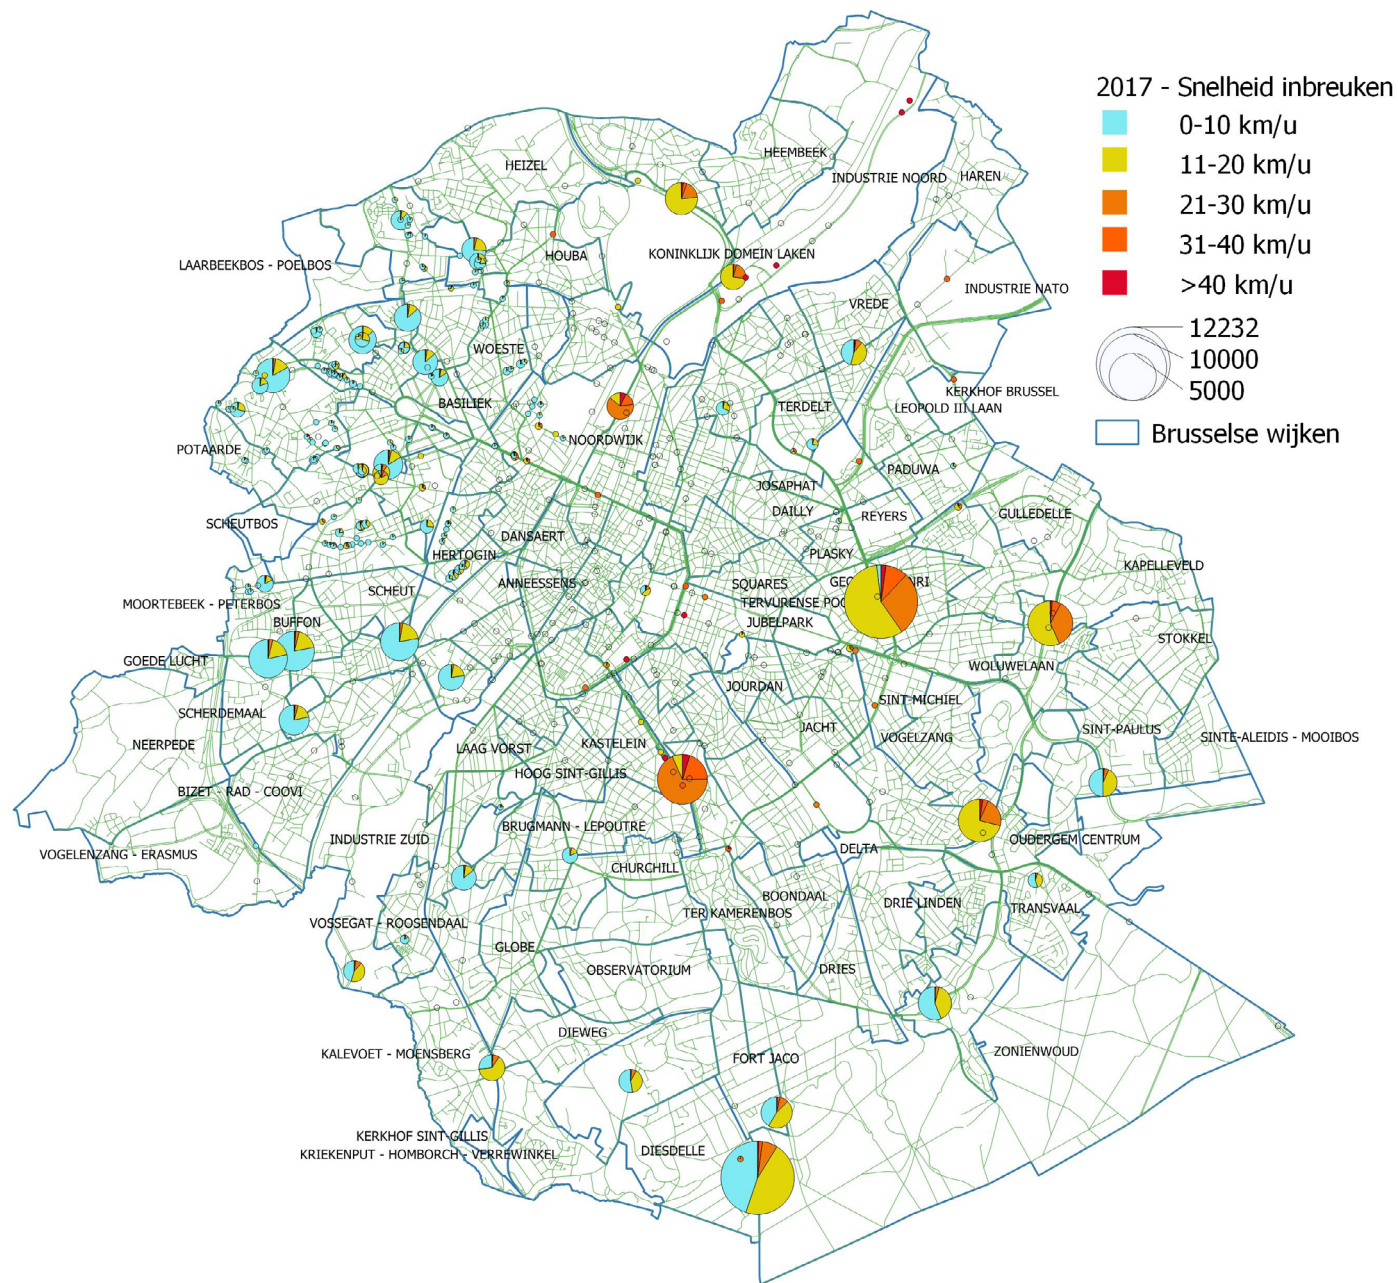 2017 - Snelheid inbreuken
0-10 km/u
11-20 km/u
21-30 km/u
31-40 km/u
>40 km/u
12232
10000
5000
Brusselse wijken
HEEMBEEK
HEIZEL
INDUSTRIE NOORD
HAREN
HOUBA
KONINKLIJK DOMEIN LAKEN
LAARBEEKBOS - POELBOS
INDUSTRIE NATO
VREDE
WOESTE
KERKHOF BRUSSEL
BASILIEK
TERDELT
LEOPOLD III LAAN
NOORDWIJK
POTAARDE
PADUWA
JOSAPHAT
DAILLY
REYERS
GULLEDELLE
SCHEUTBOS
DANSAERT
HERTOGIN
PLASKY
KAPELLEVELD
ANNEESSENS
SQUARES
SCHEUT
MOORTEBEEK - PETERBOS
TERVURENSE
BUFFON
JUBELPARK
STOKKEL
GOEDE LUCHT
WOLUWELAAN
JOURDAN
SINT-MICHIEL
SCHERDEMAAL
JACHT
SINT-PAULUS
VOGELZANG
SINTE-ALEIDIS - MOOIBOS
NEERPEDE
LAAG VORST
KASTELEIN
HOOG SINT-GILLIS
BIZET - RAD - COOVI
BRUGMANN - LEPOUTRE
INDUSTRIE ZUID
OUDERGEM CENTRUM
VOGELENZANG - ERASMUS
DELTA
CHURCHILL
BOONDAAL
DRIE LINDEN
TRANSVAAL
TER KAMERENBOS
VOSSEGAT - ROOSENDAAL
GLOBE
OBSERVATORIUM
DRIES
DIEWEG
KALEVOET - MOENSBERG
FORT JACO
ZONIENWOUD
KERKHOF SINT-GILLIS
DIESDELLE
KRIEKENPUT - HOMBORCH - VERREWINKEL